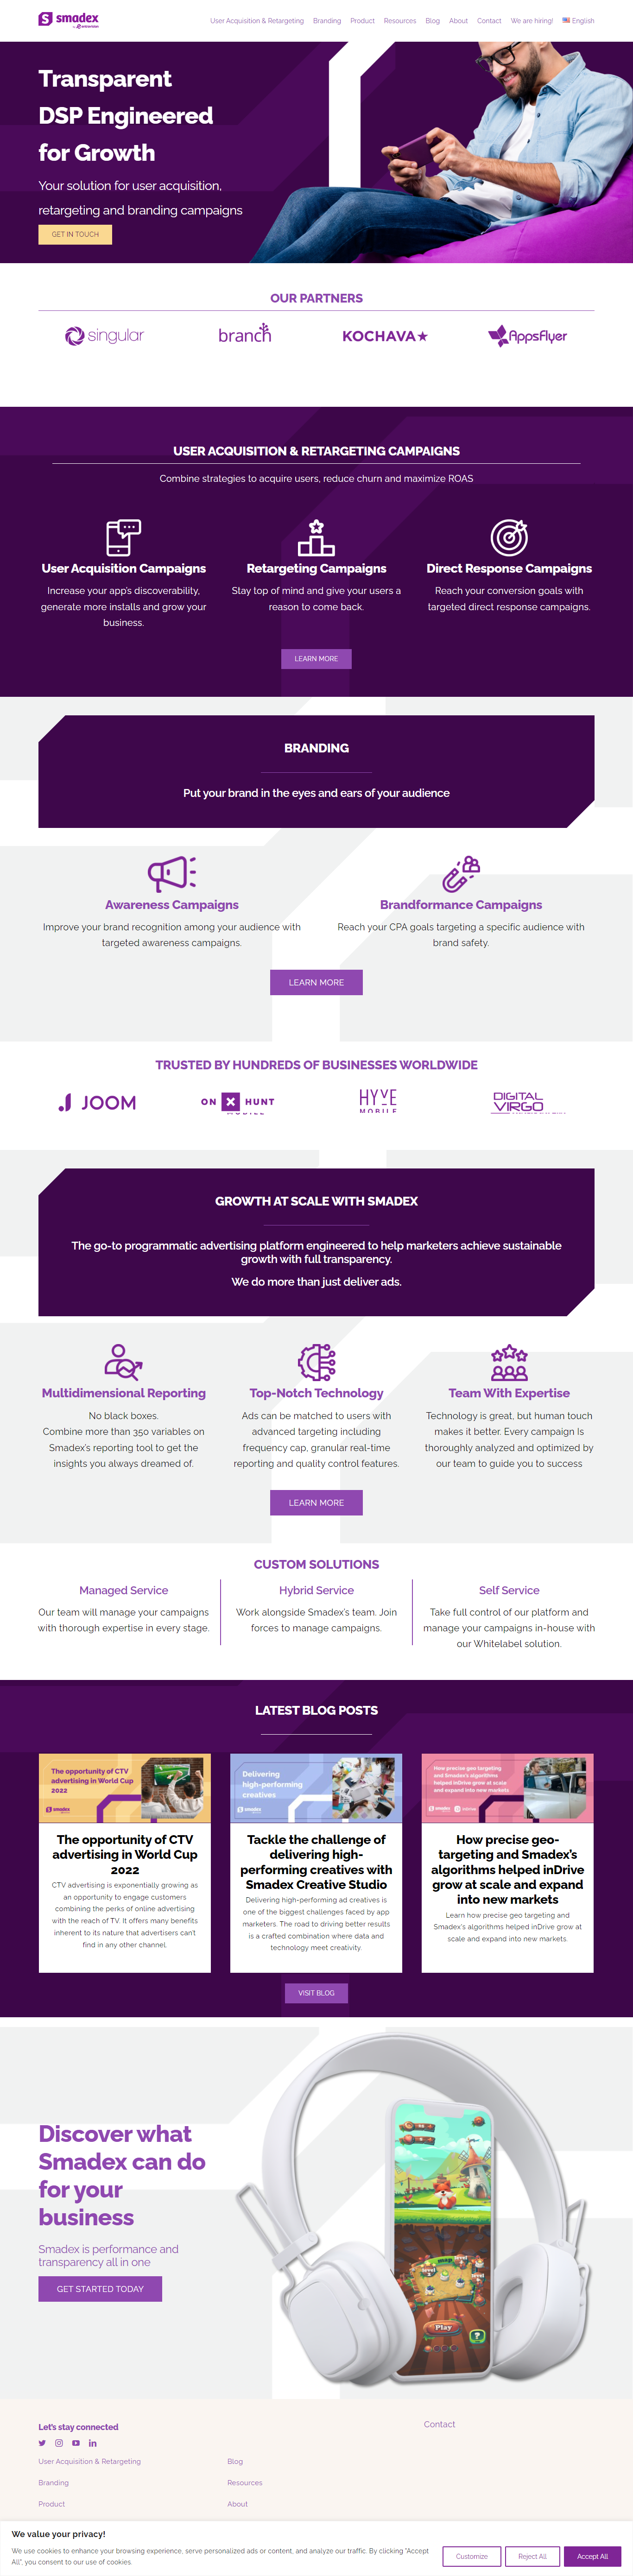 smadex
User Acquisition & Retargeting Branding Product Resources Blog About Contact We are hiring! English
Transparent
DSP Engineered
for Growth
Your solution for user acquisition,
retargeting and branding campaigns
GET IN TOUCH
OUR PARTNERS
singular branch KOCHAVA AppsFlyer
USER ACQUISITION & RETARGETING CAMPAIGNS
Combine strategies to acquire users, reduce churn and maximize ROAS
User Acquisition Campaigns
Increase your app's discoverability,
generate more installs and grow your
business.
Retargeting Campaigns
Stay top of mind and give your users a
reason to come back.
Direct Response Campaigns
Reach your conversion goals with
targeted direct response campaigns.
LEARN MORE
BRANDING
Put your brand in the eyes and ears of your audience
Awareness Campaigns
Improve your brand recognition among your audience with
targeted awareness campaigns.
Brandformance Campaigns
Reach your CPA goals targeting a specific audience with
brand safety.
LEARN MORE
TRUSTED BY HUNDREDS OF BUSINESSES WORLDWIDE
JOOM ON X HUNT HYVE MOBILE DIGITAL VIRGO
GROWTH AT SCALE WITH SMADEX
The go-to programmatic advertising platform engineered to help marketers achieve sustainable
growth with full transparency.
We do more than just deliver ads.
Multidimensional Reporting
No black boxes.
Combine more than 350 variables on
Smadex's reporting tool to get the
insights you always dreamed of.
Top-Notch Technology
Ads can be matched to users with
advanced targeting including
frequency cap, granular real-time
reporting and quality control features.
Team With Expertise
Technology is great, but human touch
makes it better. Every campaign Is
thoroughly analyzed and optimized by
our team to guide you to success
LEARN MORE
CUSTOM SOLUTIONS
Managed Service
Our team will manage your campaigns
with thorough expertise in every stage.
Hybrid Service
Work alongside Smadex's team. Join
forces to manage campaigns.
Self Service
Take full control of our platform and
manage your campaigns in-house with
our Whitelabel solution.
LATEST BLOG POSTS
The opportunity of CTV
advertising in World Cup
2022
smadex
The opportunity of CTV
advertising in World Cup
2022
CTV advertising is exponentially growing as
an opportunity to engage customers
combining the perks of online advertising
with the reach of TV. It offers many benefits
inherent to its nature that advertisers can't
find in any other channel.
Delivering
high-performing
creatives
smadex
Tackle the challenge of
delivering high-
performing creatives with
Smadex Creative Studio
Delivering high-performing ad creatives is
one of the biggest challenges faced by app
marketers. The road to driving better results
is a crafted combination where data and
technology meet creativity.
How precise geo targeting
and Smadex's algorithms
helped inDrive grow at scale
and expand into new markets
smadex inDrive
How precise geo-
targeting and Smadex's
algorithms helped inDrive
grow at scale and expand
into new markets
Learn how precise geo targeting and
Smadex's algorithms helped inDrive grow at
scale and expand into new markets.
VISIT BLOG
Discover what
Smadex can do
for your
business
Smadex is performance and
transparency all in one
GET STARTED TODAY
Play
?
Let's stay connected
Contact
User Acquisition & Retargeting
Branding
Product
Blog
Resources
About
We value your privacy!
We use cookies to enhance your browsing experience, serve personalized ads or content, and analyze our traffic. By clicking "Accept
All", you consent to our use of cookies.
Customize Reject All Accept All